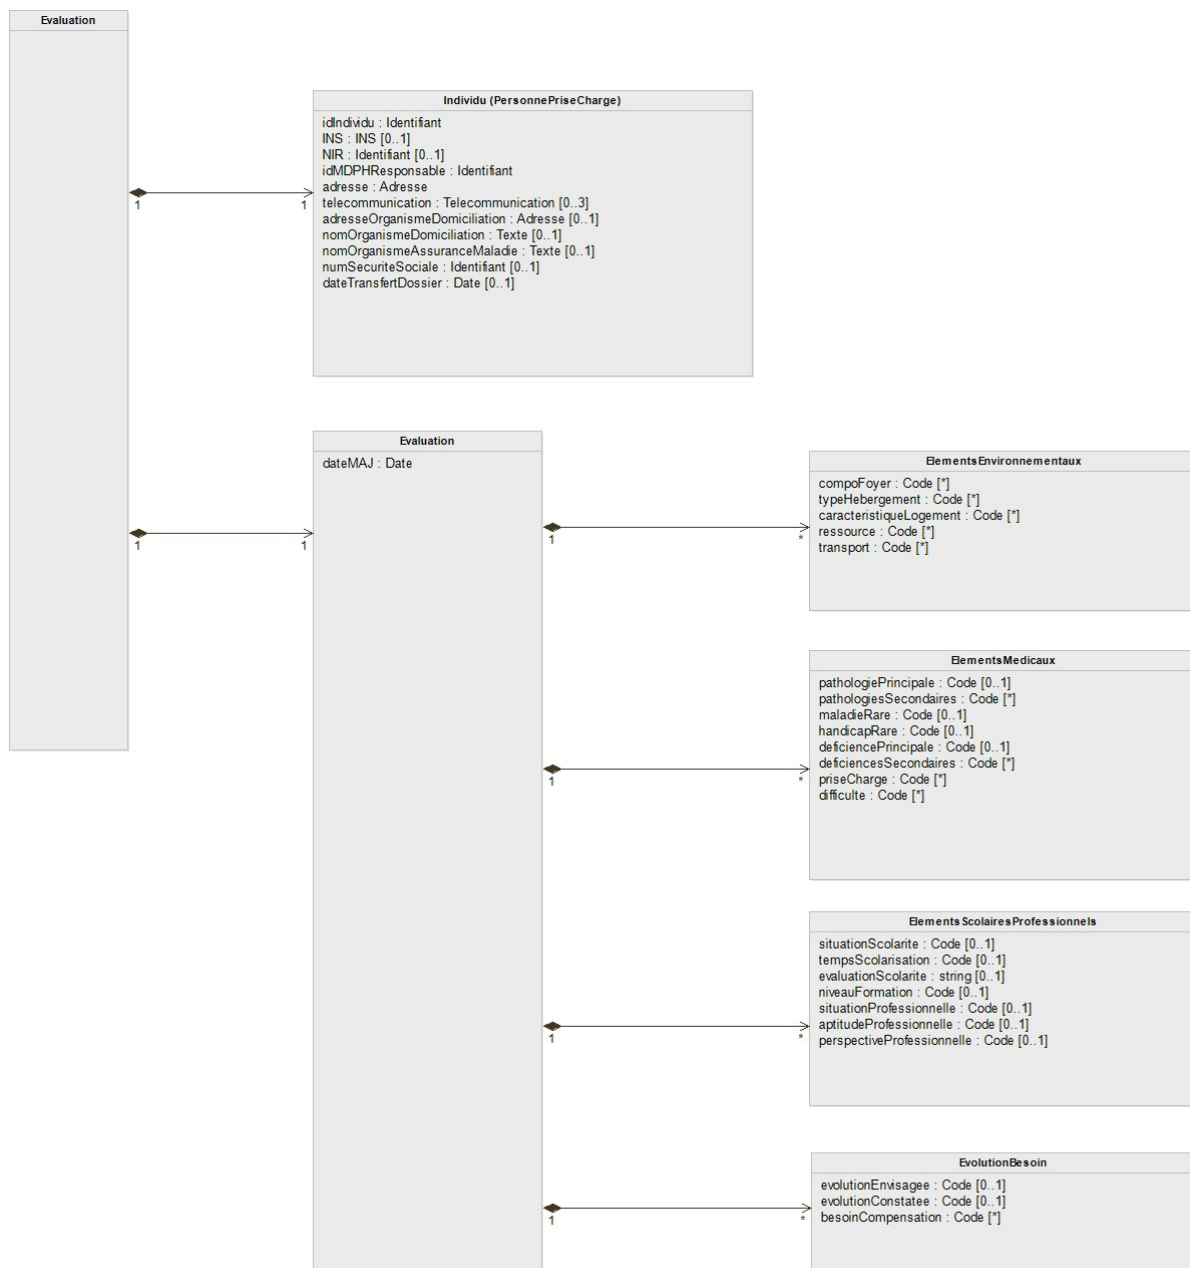 Evaluation
Individu (PersonnePriseCharge)
idIndividu : Identifiant
INS : INS [0..1]
NIR : Identifiant [0..1]
idMDPHResponsable : Identifiant
adresse : Adresse
telecommunication : Telecommunication [0..3]
adresseOrganismeDomiciliation : Adresse [0..1]
nomOrganismeDomiciliation : Texte [0..1]
nomOrganismeAssuranceMaladie : Texte [0..1]
numSecuriteSociale : Identifiant [0..1]
dateTransfertDossier : Date [0..1]
1
1
Evaluation
dateMAJ : Date
1
1
ElementsEnvironnementaux
compoFoyer : Code [*]
typeHebergement : Code [*]
caracteristiqueLogement : Code [*]
ressource : Code [*]
transport : Code [*]
1
*
ElementsMedicaux
pathologiePrincipale : Code [0..1]
pathologiesSecondaires : Code [*]
maladieRare : Code [0..1]
handicapRare : Code [0..1]
deficiencePrincipale : Code [0..1]
deficiencesSecondaires : Code [*]
priseCharge : Code [*]
difficulte : Code [*]
1
*
ElementsScolairesProfessionnels
situationScolarite : Code [0..1]
tempsScolarisation : Code [0..1]
evaluationScolarite : string [0..1]
niveauFormation : Code [0..1]
situationProfessionnelle : Code [0..1]
aptitudeProfessionnelle : Code [0..1]
perspectiveProfessionnelle : Code [0..1]
1
*
EvolutionBesoin
evolutionEnvisagee : Code [0..1]
evolutionConstatee : Code [0..1]
besoinCompensation : Code [*]
1
*